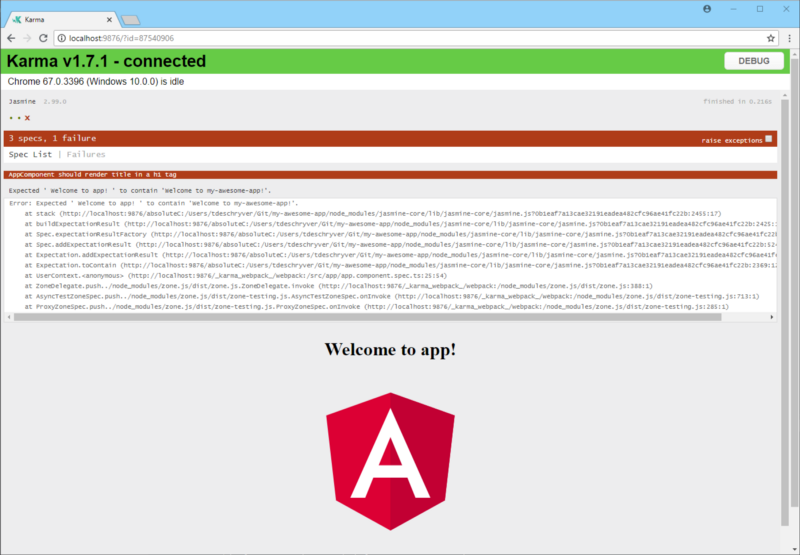 Karma
localhost:9876/?id=87540906
Karma v1.7.1 - connected
DEBUG
Chrome 67.0.3396 (Windows 10.0.0) is idle
Jasmine 2.99.0
finished in 0.216s
• • x
3 specs, 1 failure
raise exceptions
Spec List | Failures
AppComponent should render title in a h1 tag
Expected ' Welcome to app! ' to contain 'Welcome to my-awesome-app!'.
Error: Expected ' Welcome to app! ' to contain 'Welcome to my-awesome-app!'.
at stack (http://localhost:9876/absoluteC:/Users/tdeschryver/Git/my-awesome-app/node_modules/jasmine-core/lib/jasmine-core/jasmine.js?0b1eaf7a13cae32191eadea482cfc96ae41fc22b:2455:17)
at buildExpectationResult (http://localhost:9876/absoluteC:/Users/tdeschryver/Git/my-awesome-app/node_modules/jasmine-core/lib/jasmine-core/jasmine.js?0b1eaf7a13cae32191eadea482cfc96ae41fc22b:2425:
at Spec.expectationResultFactory (http://localhost:9876/absoluteC:/Users/tdeschryver/Git/my-awesome-app/node_modules/jasmine-core/lib/jasmine-core/jasmine.js?0b1eaf7a13cae32191eadea482cfc96ae41fc22b
at Spec.addExpectationResult (http://localhost:9876/absoluteC:/Users/tdeschryver/Git/my-awesome-app/node_modules/jasmine-core/lib/jasmine-core/jasmine.js?0b1eaf7a13cae32191eadea482cfc96ae41fc22b:524
at Expectation.addExpectationResult (http://localhost:9876/absoluteC:/Users/tdeschryver/Git/my-awesome-app/node_modules/jasmine-core/lib/jasmine-core/jasmine.js?0b1eaf7a13cae32191eadea482cfc96ae41f
at Expectation.toContain (http://localhost:9876/absoluteC:/Users/tdeschryver/Git/my-awesome-app/node_modules/jasmine-core/lib/jasmine-core/jasmine.js?0b1eaf7a13cae32191eadea482cfc96ae41fc22b:2369:12
at UserContext.<anonymous> (http://localhost:9876/_karma_webpack_/webpack:/src/app/app.component.spec.ts:25:54)
at ZoneDelegate.push../node_modules/zone.js/dist/zone.js.ZoneDelegate.invoke (http://localhost:9876/_karma_webpack_/webpack:/node_modules/zone.js/dist/zone.js:388:1)
at AsyncTestZoneSpec.push../node_modules/zone.js/dist/zone-testing.js.AsyncTestZoneSpec.onInvoke (http://localhost:9876/_karma_webpack_/webpack:/node_modules/zone.js/dist/zone-testing.js:713:1)
at ProxyZoneSpec.push../node_modules/zone.js/dist/zone-testing.js.ProxyZoneSpec.onInvoke (http://localhost:9876/_karma_webpack_/webpack:/node_modules/zone.js/dist/zone-testing.js:285:1)
Welcome to app!
A